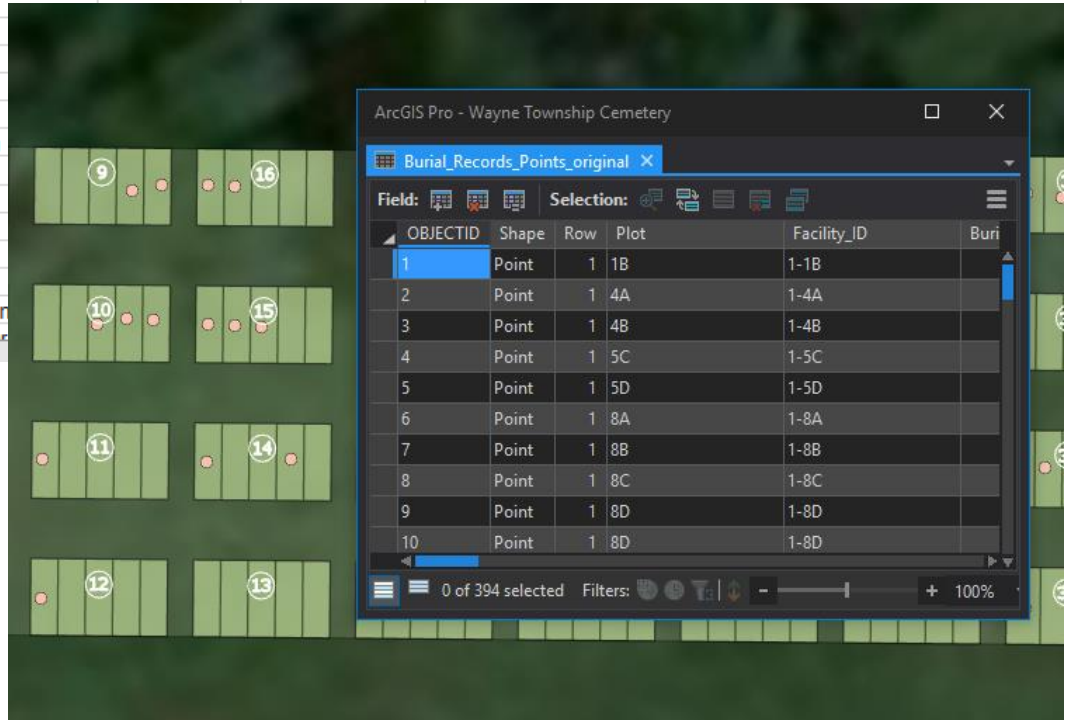 ArcGIS Pro - Wayne Township Cemetery
Burial_Records_Points_original
Field: Selection:
OBJECTID Shape Row Plot Facility_ID Buri
1 Point 1 1B 1-1B
2 Point 1 4A 1-4A
3 Point 1 4B 1-4B
4 Point 1 5C 1-5C
5 Point 1 5D 1-5D
6 Point 1 8A 1-8A
7 Point 1 8B 1-8B
8 Point 1 8C 1-8C
9 Point 1 8D 1-8D
10 Point 1 8D 1-8D
0 of 394 selected Filters: - + 100%
9 16
10 15
11 14
12 13